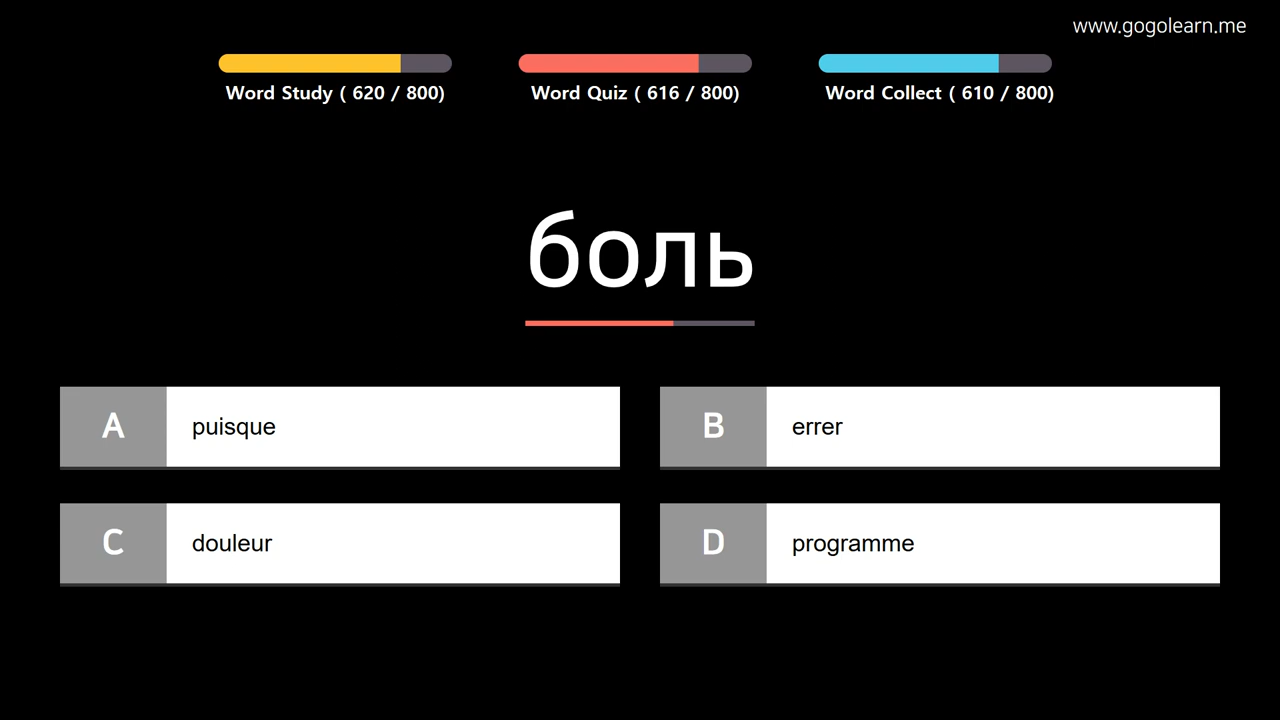 www.gogolearn.me
Word Study ( 620 / 800)
Word Quiz ( 616 / 800)
Word Collect ( 610 / 800)
боль
A puisque
B errer
C douleur
D programme